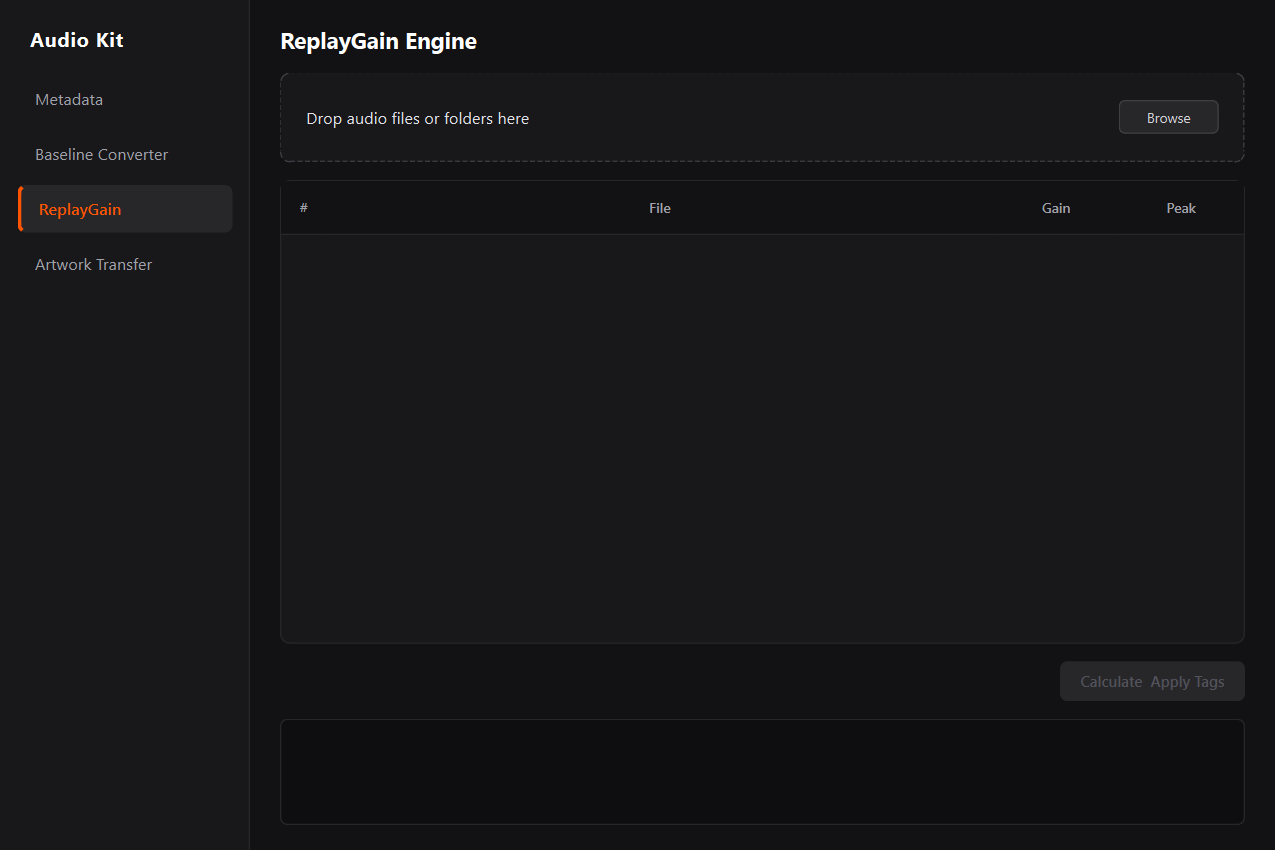 Audio Kit
Metadata
Baseline Converter
ReplayGain
Artwork Transfer
ReplayGain Engine
Drop audio files or folders here
Browse
# File Gain Peak
Calculate  Apply Tags